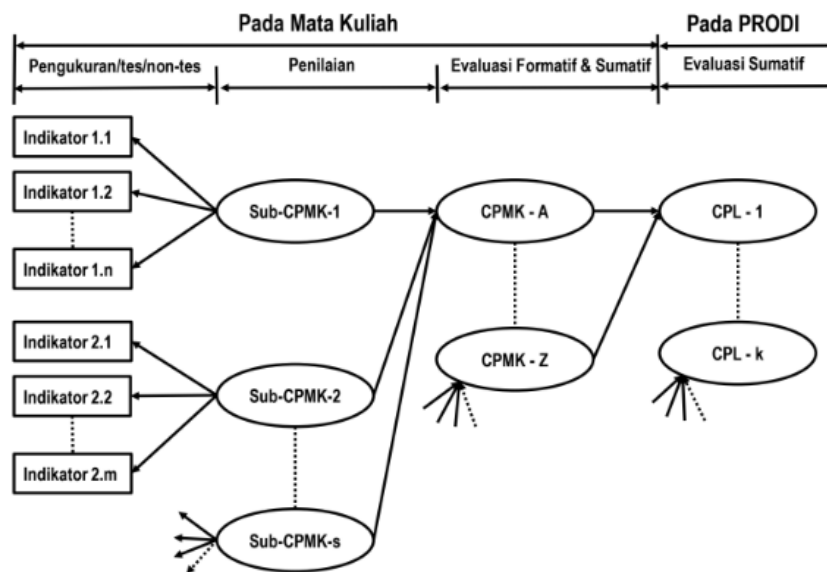 Pada Mata Kuliah
Pada PRODI
Pengukuran/tes/non-tes
Penilaian
Evaluasi Formatif & Sumatif
Evaluasi Sumatif
Indikator 1.1
Indikator 1.2
Indikator 1.n
Sub-CPMK-1
CPMK - A
CPL - 1
Indikator 2.1
Indikator 2.2
Indikator 2.m
Sub-CPMK-2
CPMK - Z
CPL - k
Sub-CPMK-s